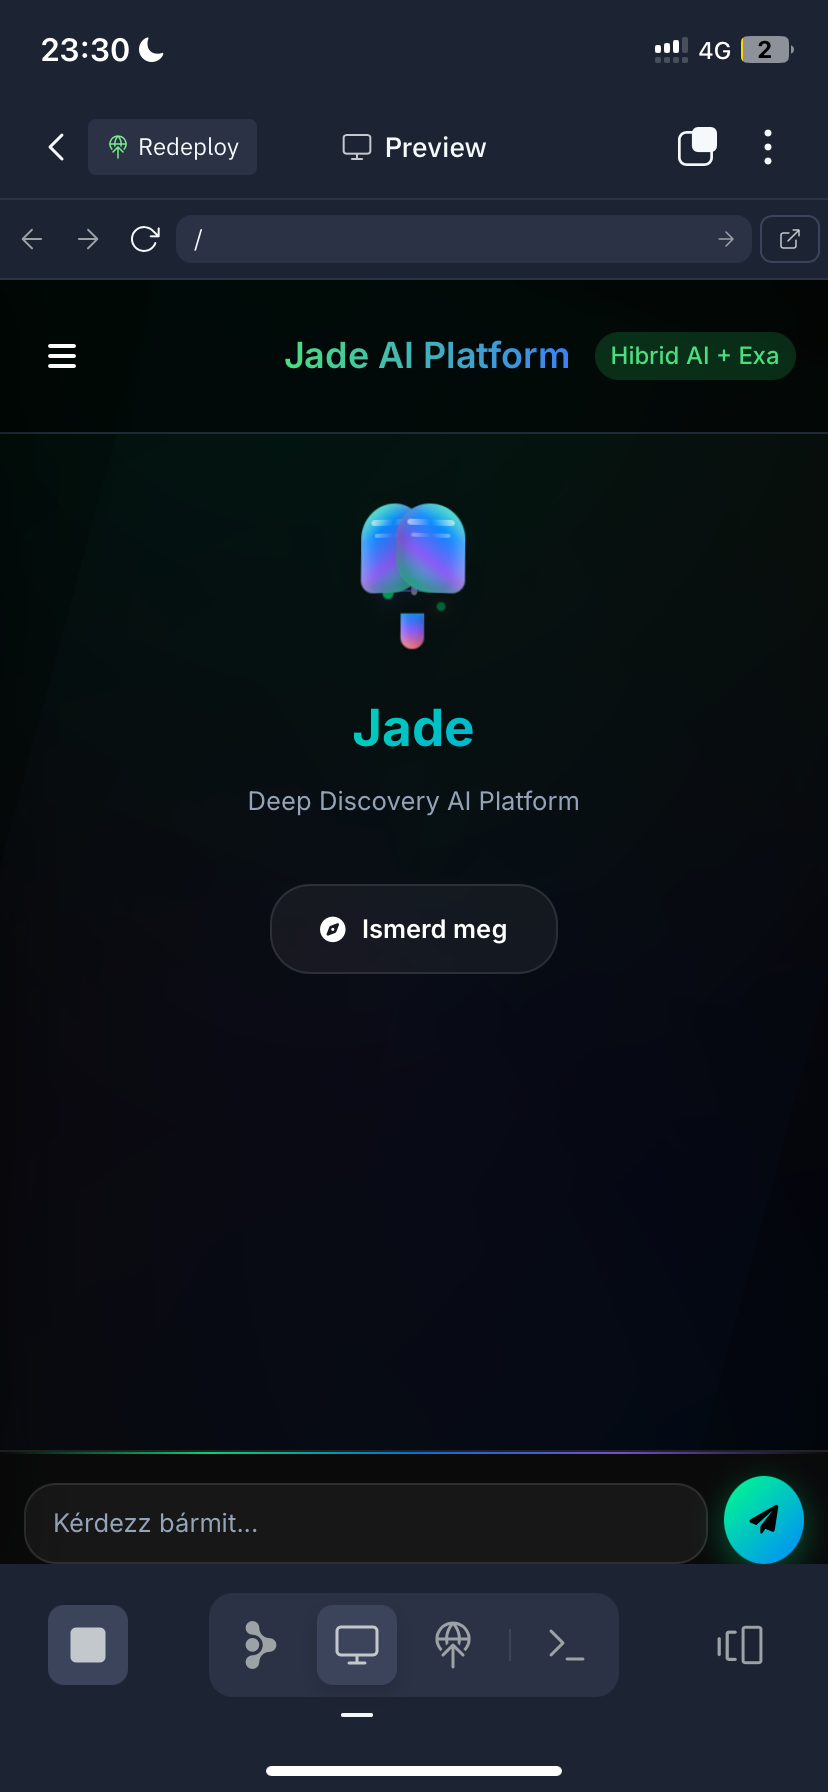 23:30
4G
2
Redeploy
Preview
/
Jade AI Platform
Hibrid AI + Exa
Jade
Deep Discovery AI Platform
Ismerd meg
Kérdezz bármit...